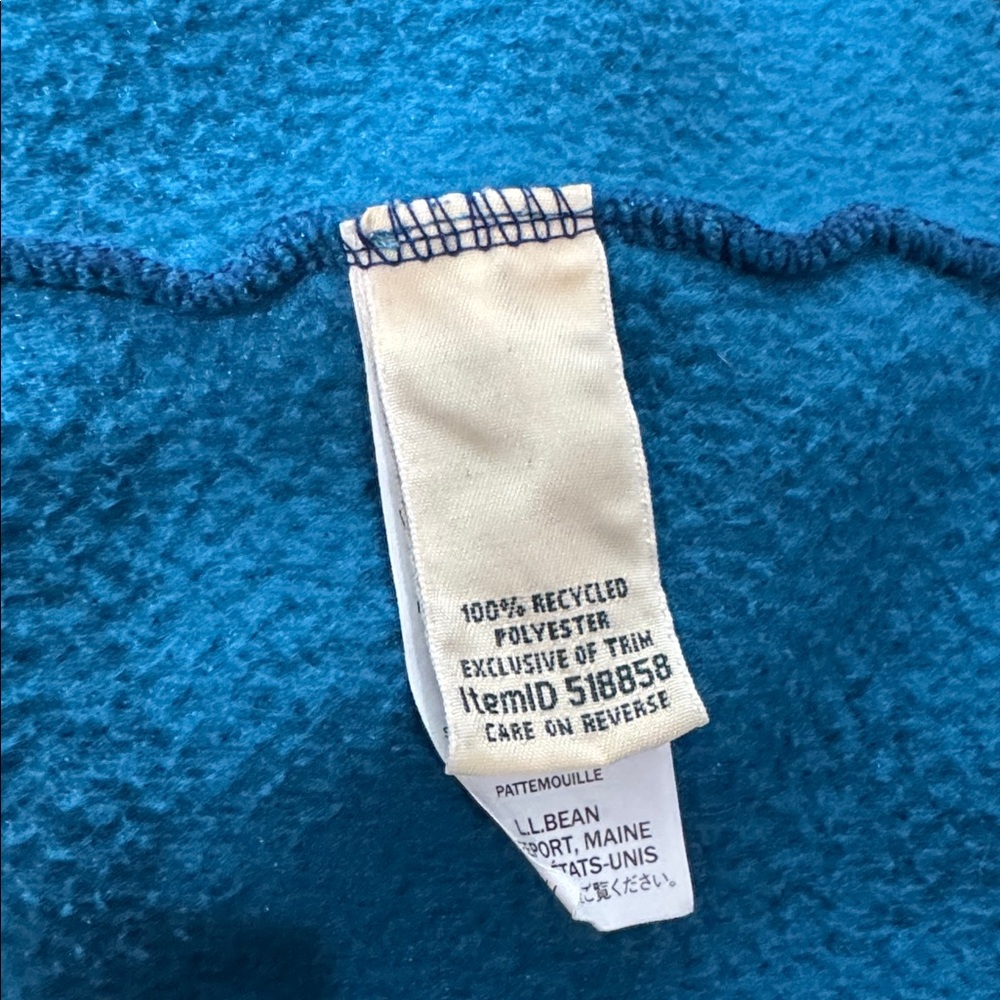 100% RECYCLED
POLYESTER
EXCLUSIVE OF TRIM
ItemID 518858
CARE ON REVERSE
PATTEMOUILLE
L.L.BEAN
PORT, MAINE
TATS-UNIS
ご覧ください。